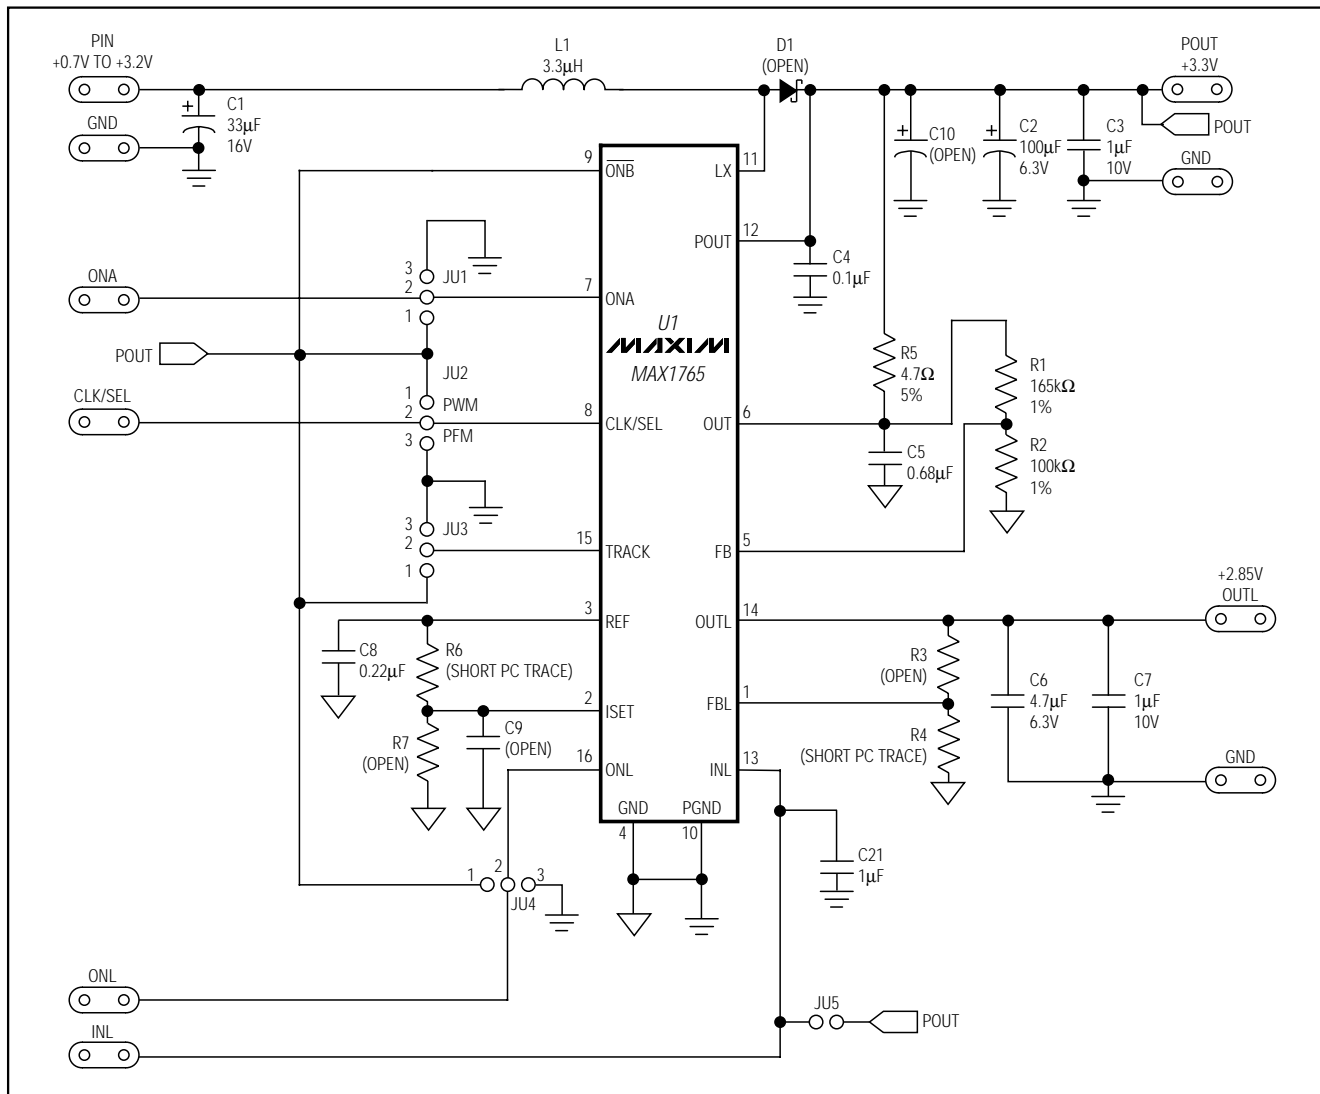 PIN
+0.7V TO +3.2V
GND
C1
33μF
16V
L1
3.3μH
D1
(OPEN)
POUT
+3.3V
POUT
GND
C10
(OPEN)
C2
100μF
6.3V
C3
1μF
10V
9
ONB
LX
11
POUT
12
C4
0.1μF
3
JU1
2
1
ONA
7
ONA
U1
MAXIM
MAX1765
POUT
JU2
1
PWM
2
PFM
3
CLK/SEL
8
CLK/SEL
OUT
6
R5
4.7Ω
5%
R1
165kΩ
1%
R2
100kΩ
1%
C5
0.68μF
3
JU3
2
1
15
TRACK
FB
5
+2.85V
OUTL
3
REF
OUTL
14
C8
0.22μF
R6
(SHORT PC TRACE)
R3
(OPEN)
C6
4.7μF
6.3V
C7
1μF
10V
2
ISET
FBL
1
R7
(OPEN)
C9
(OPEN)
R4
(SHORT PC TRACE)
16
ONL
INL
13
GND
GND
PGND
4
10
C21
1μF
1
2
3
JU4
ONL
INL
JU5
POUT